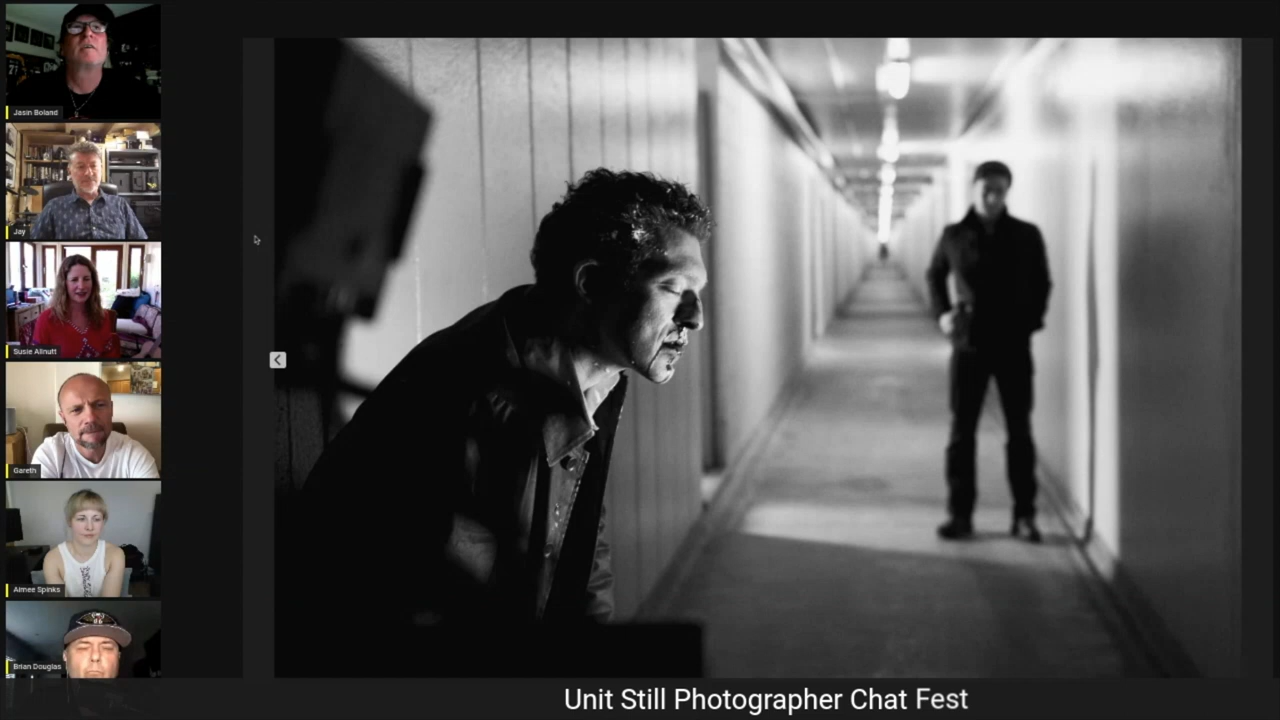 Jasin Boland
Jay
Susie Allnutt
Gareth
Aimee Spinks
Brian Douglas
Unit Still Photographer Chat Fest